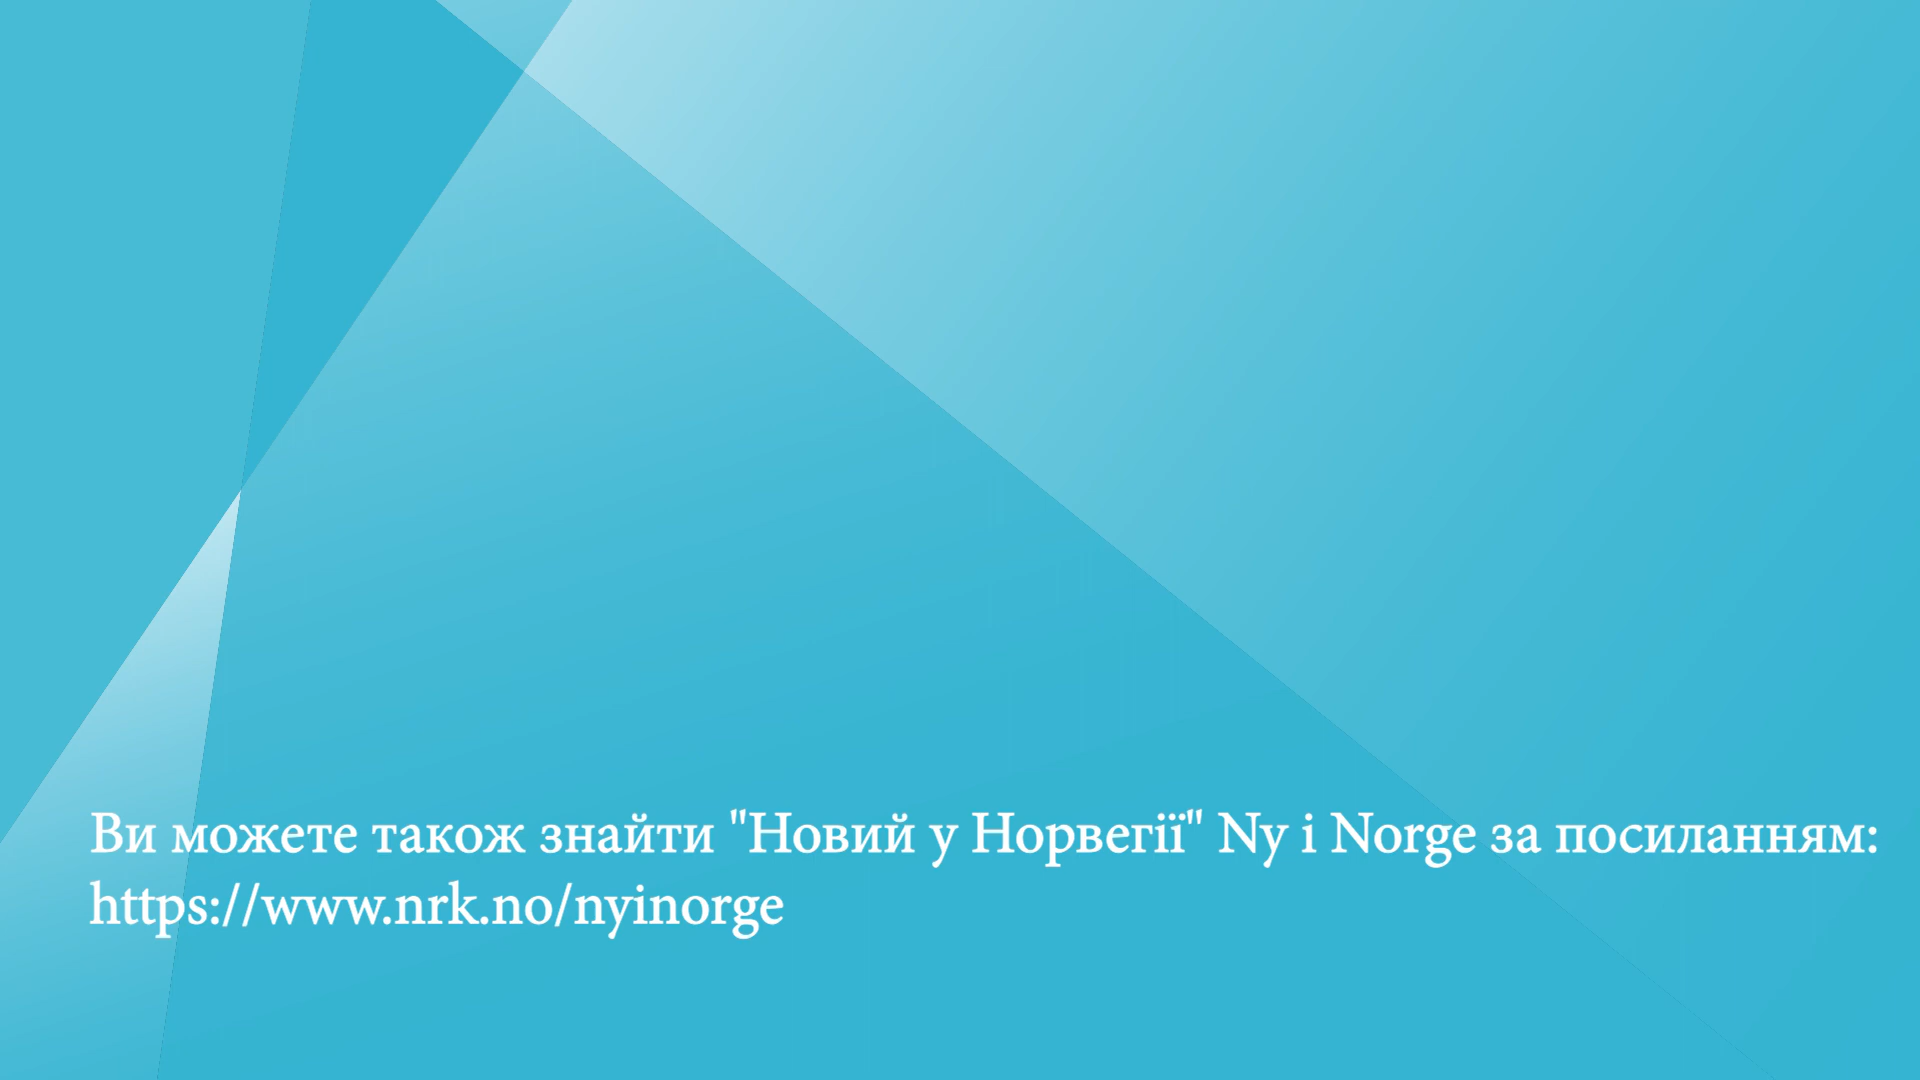 Ви можете також знайти "Новий у Норвегії" Ny i Norge за посиланням:
https://www.nrk.no/nyinorge